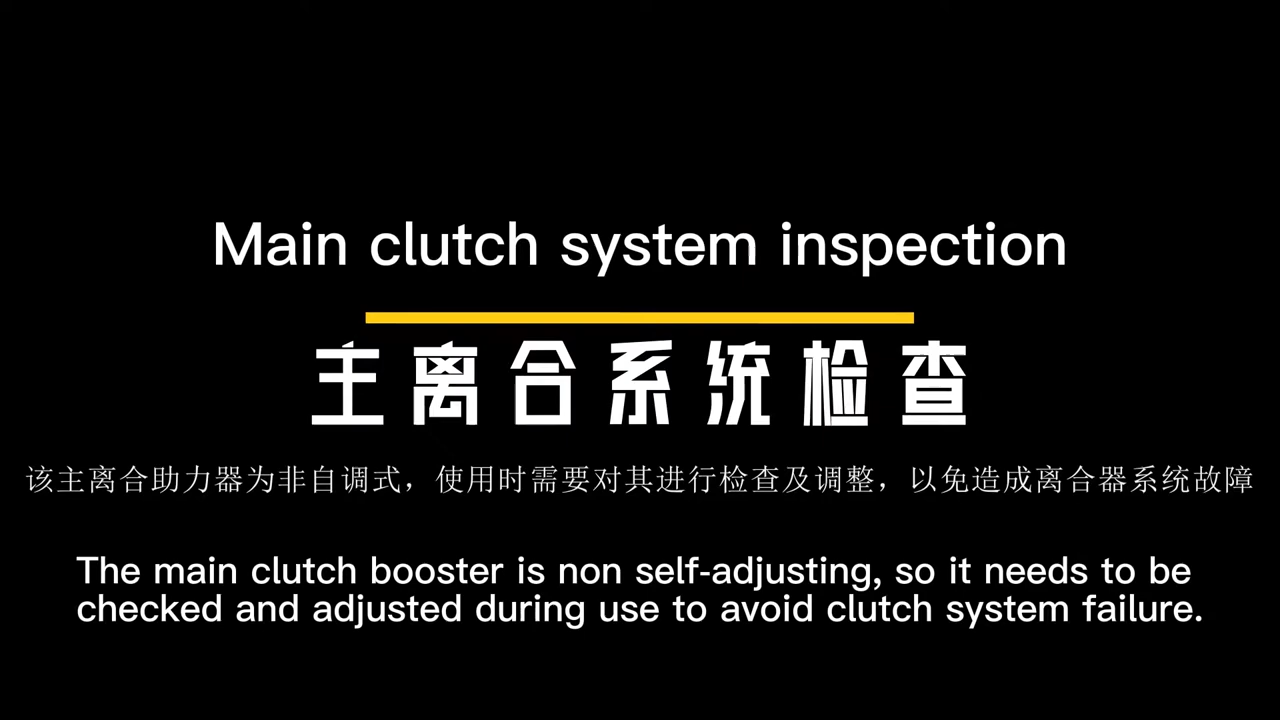 Main clutch system inspection
主离合系统检查
该主离合助力器为非自调式，使用时需要对其进行检查及调整，以免造成离合器系统故障
The main clutch booster is non self-adjusting, so it needs to be
checked and adjusted during use to avoid clutch system failure.